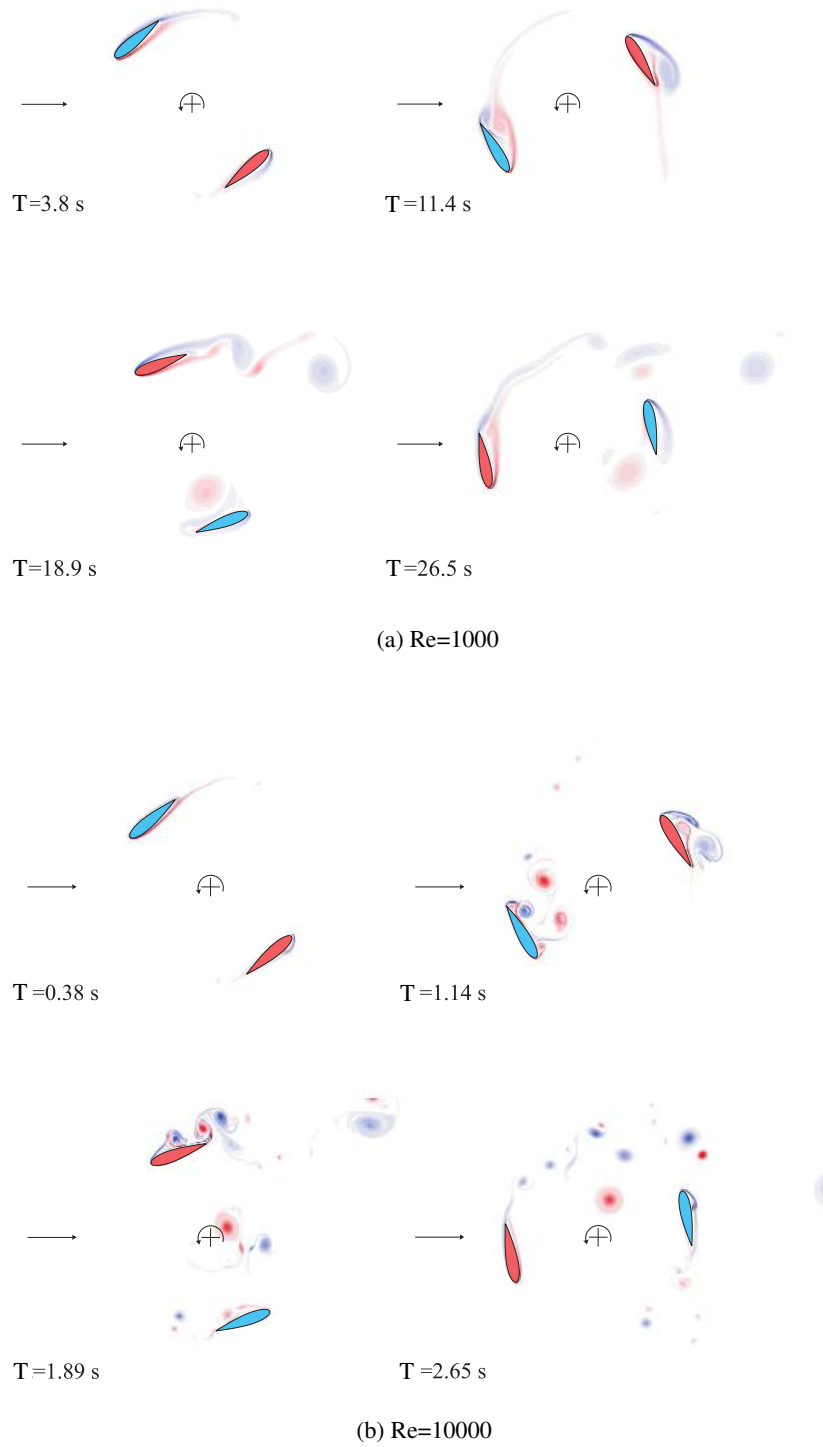 T=3.8 s
T=11.4 s
T=18.9 s
T=26.5 s
(a) Re=1000
T=0.38 s
T=1.14 s
T=1.89 s
T=2.65 s
(b) Re=10000